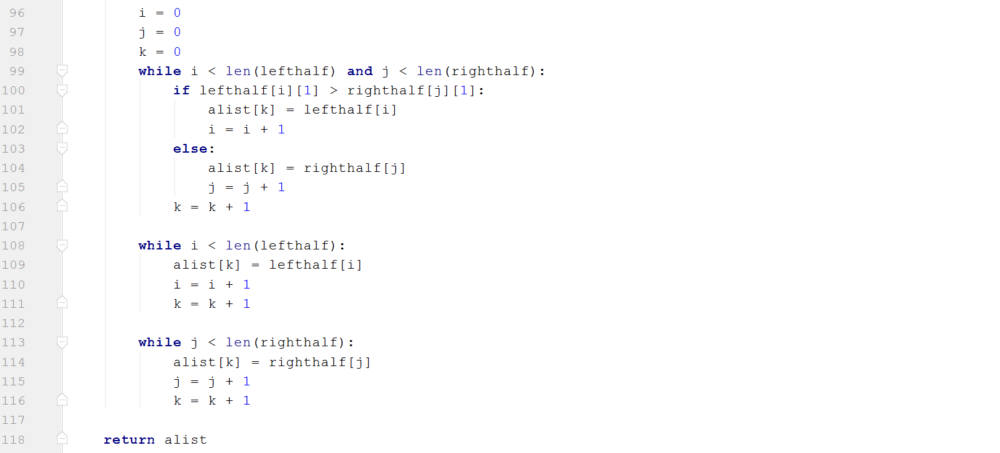 96 i = 0
97 j = 0
98 k = 0
99 while i < len(lefthalf) and j < len(righthalf):
100 if lefthalf[i][1] > righthalf[j][1]:
101 alist[k] = lefthalf[i]
102 i = i + 1
103 else:
104 alist[k] = righthalf[j]
105 j = j + 1
106 k = k + 1
107
108 while i < len(lefthalf):
109 alist[k] = lefthalf[i]
110 i = i + 1
111 k = k + 1
112
113 while j < len(righthalf):
114 alist[k] = righthalf[j]
115 j = j + 1
116 k = k + 1
117
118 return alist